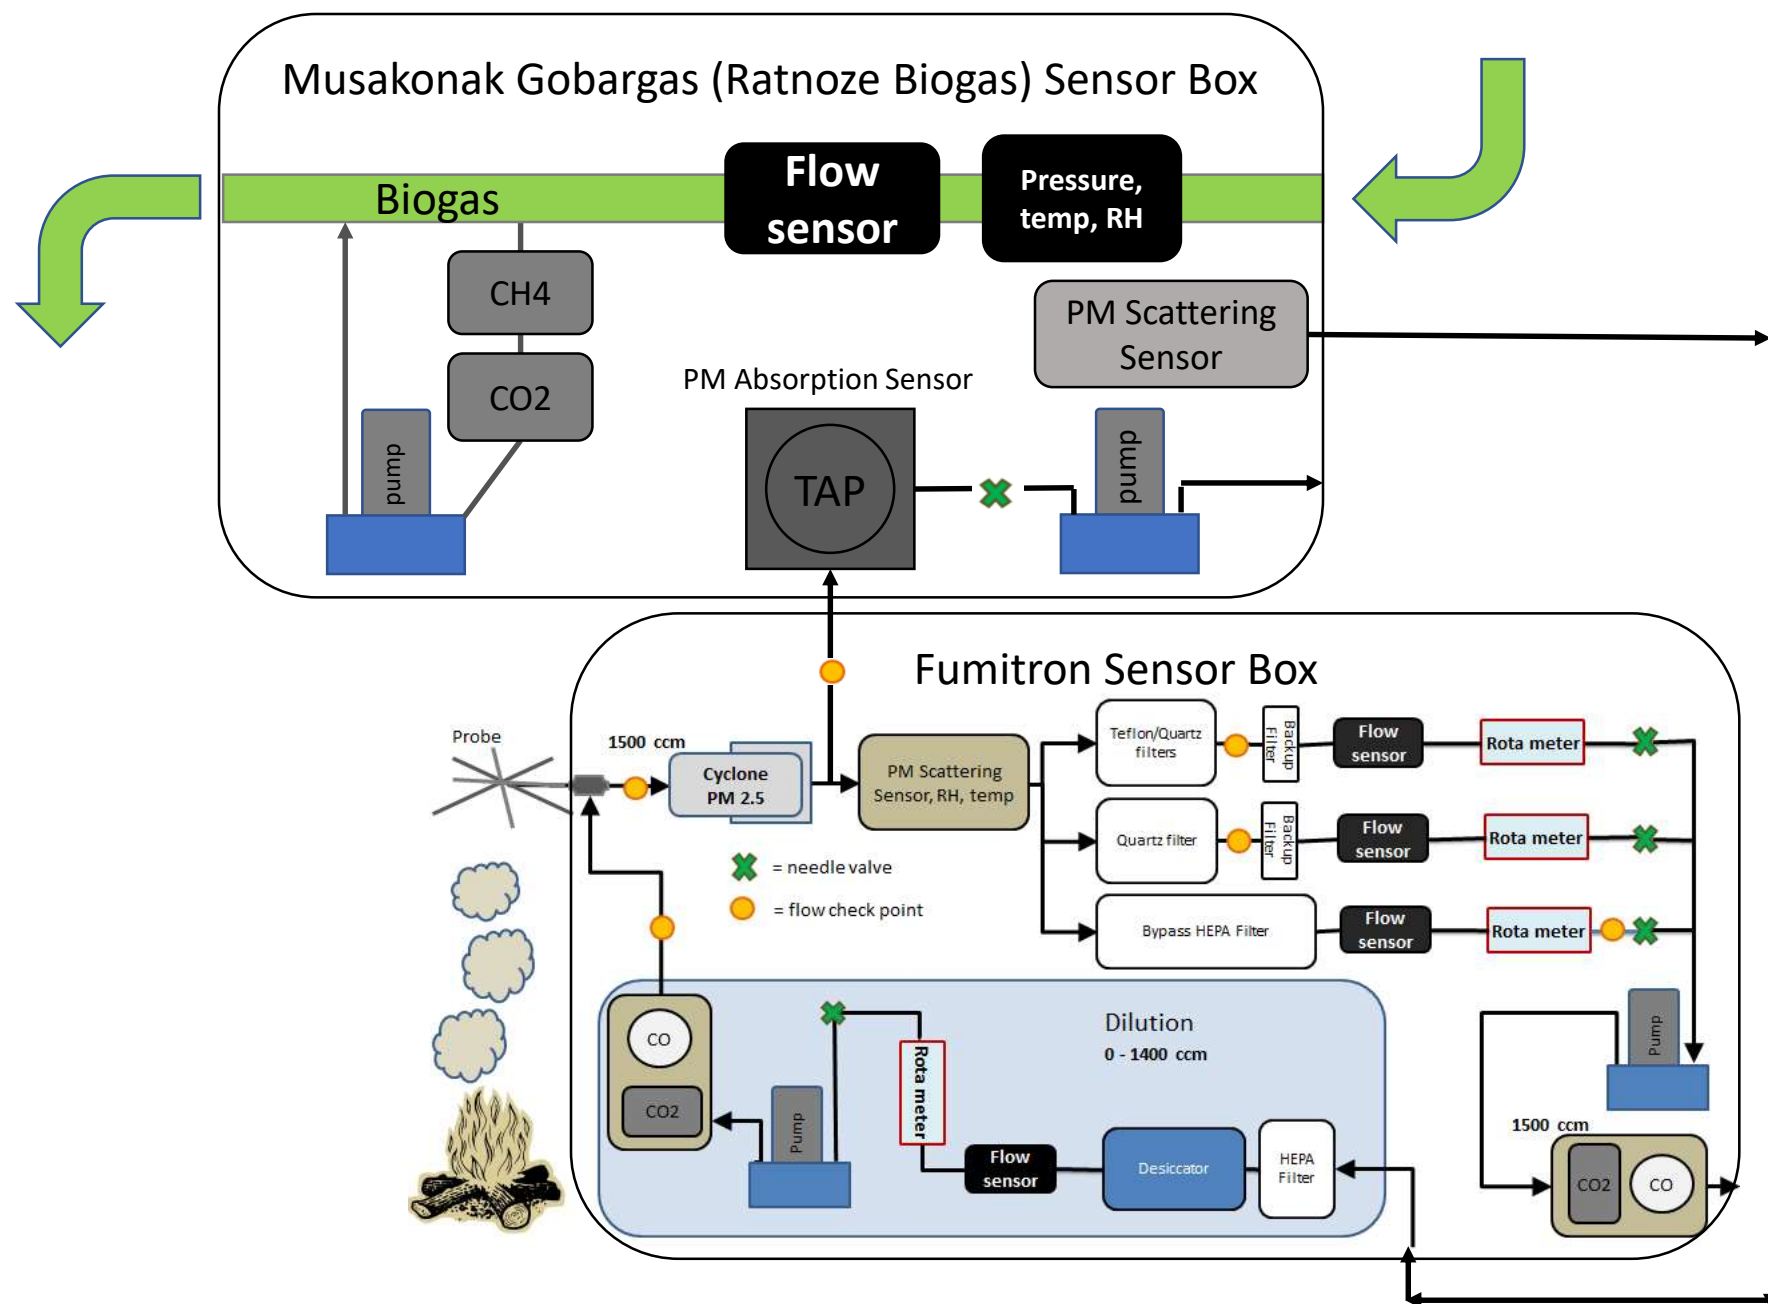 Musakonak Gobargas (Ratnoze Biogas) Sensor Box
Biogas
Flow
sensor
Pressure,
temp, RH
CH4
CO2
pump
PM Scattering
Sensor
PM Absorption Sensor
TAP
pump
Fumitron Sensor Box
Probe
1500 ccm
Cyclone
PM 2.5
PM Scattering
Sensor, RH, temp
Teflon/Quartz
filters
Backup
Filter
Flow
sensor
Rota meter
Quartz filter
Backup
Filter
Flow
sensor
Rota meter
Bypass HEPA Filter
Flow
sensor
Rota meter
= needle valve
= flow check point
CO
CO2
Pump
Rota meter
Flow
sensor
Dilution
0 - 1400 ccm
Desiccator
HEPA
Filter
Pump
1500 ccm
CO2
CO